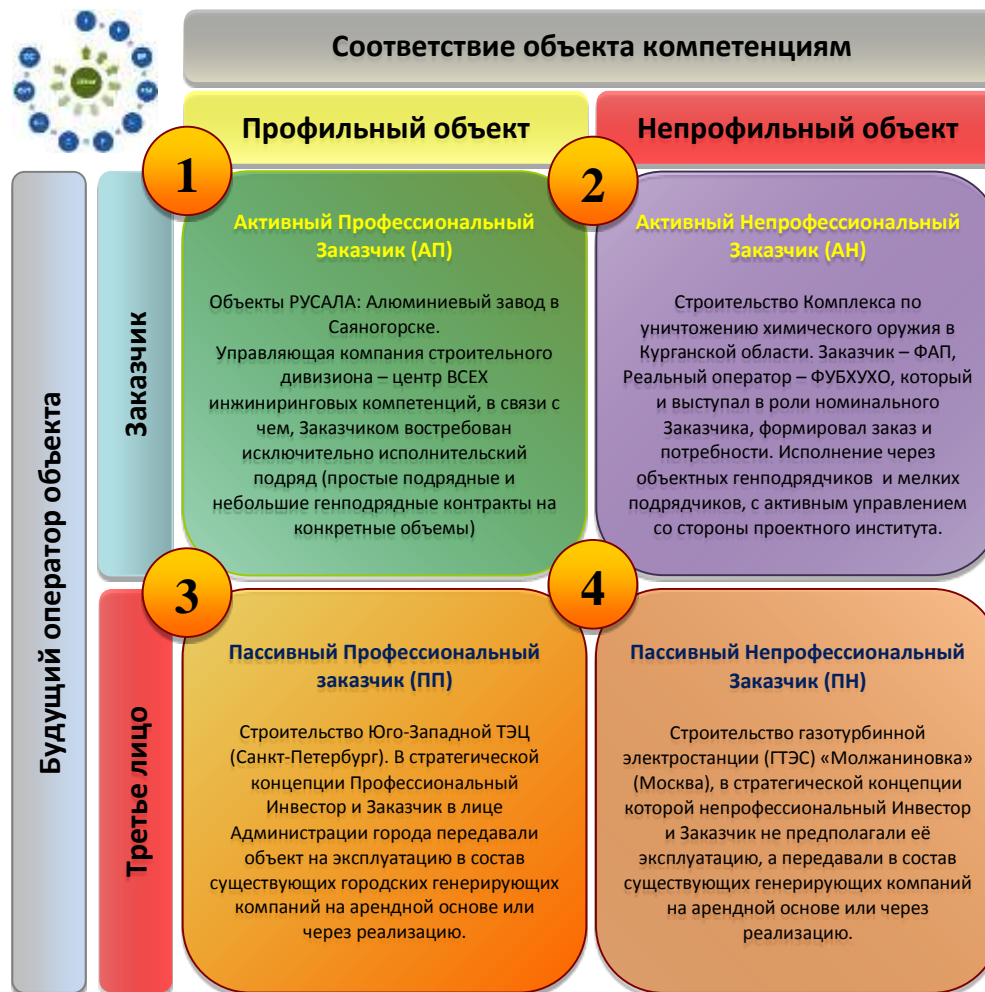 Соответствие объекта компетенциям
Профильный объект
Непрофильный объект
Будущий оператор объекта
Заказчик
1
Активный Профессиональный
Заказчик (АП)
Объекты РУСАЛА: Алюминиевый завод в
Саяногорске.
Управляющая компания строительного
дивизиона – центр ВСЕХ
инжиниринговых компетенций, в связи с
чем, Заказчиком востребован
исключительно исполнительский
подряд (простые подрядные и
небольшие генподрядные контракты на
конкретные объемы)
2
Активный Непрофессиональный
Заказчик (АН)
Строительство Комплекса по
уничтожению химического оружия в
Курганской области. Заказчик – ФАП,
Реальный оператор – ФУБХУХО, который
и выступал в роли номинального
Заказчика, формировал заказ и
потребности. Исполнение через
объектных генподрядчиков и мелких
подрядчиков, с активным управлением
со стороны проектного института.
Третье лицо
3
Пассивный Профессиональный
заказчик (ПП)
Строительство Юго-Западной ТЭЦ
(Санкт-Петербург). В стратегической
концепции Профессиональный
Инвестор и Заказчик в лице
Администрации города передавали
объект на эксплуатацию в состав
существующих городских генерирующих
компаний на арендной основе или
через реализацию.
4
Пассивный Непрофессиональный
Заказчик (ПН)
Строительство газотурбинной
электростанции (ГТЭС) «Молжаниновка»
(Москва), в стратегической концепции
которой непрофессиональный Инвестор
и Заказчик не предполагали её
эксплуатацию, а передавали в состав
существующих генерирующих компаний
на арендной основе или через
реализацию.